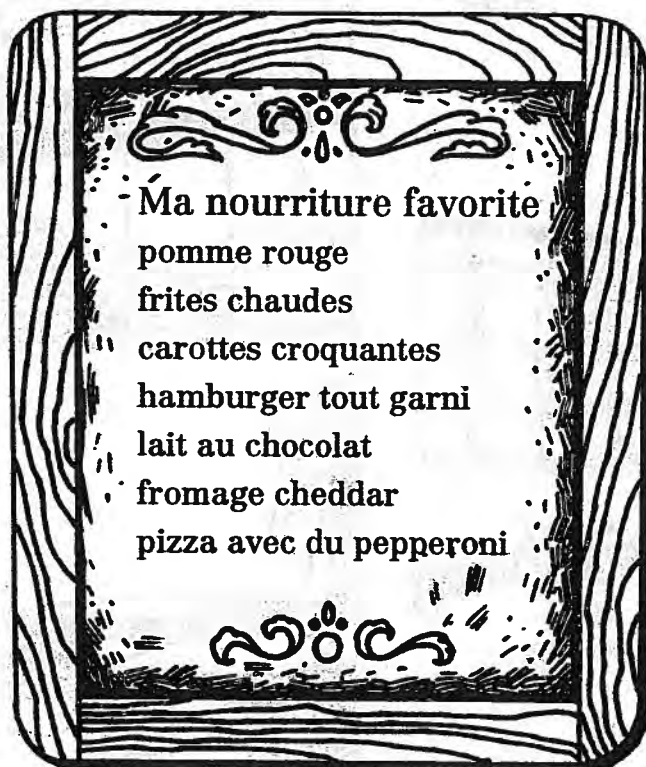 Ma nourriture favorite
pomme rouge
frites chaudes
carottes croquantes
hamburger tout garni
lait au chocolat
fromage cheddar
pizza avec du pepperoni